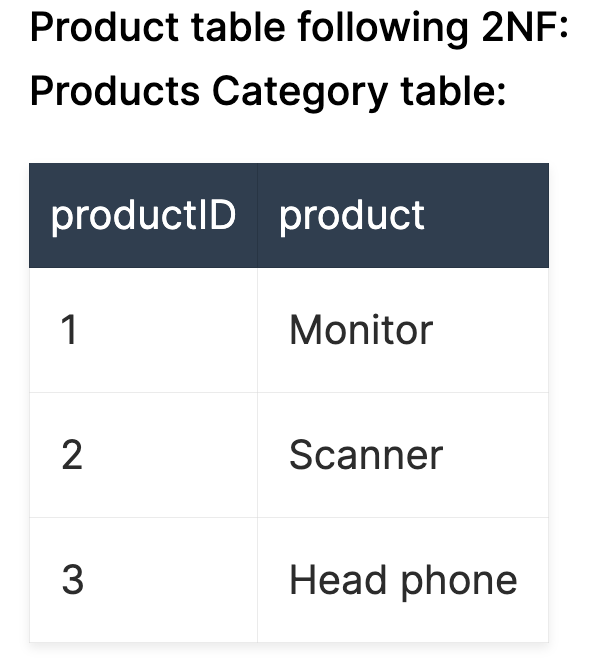 Product table following 2NF:
Products Category table:
productID product
1 Monitor
2 Scanner
3 Head phone